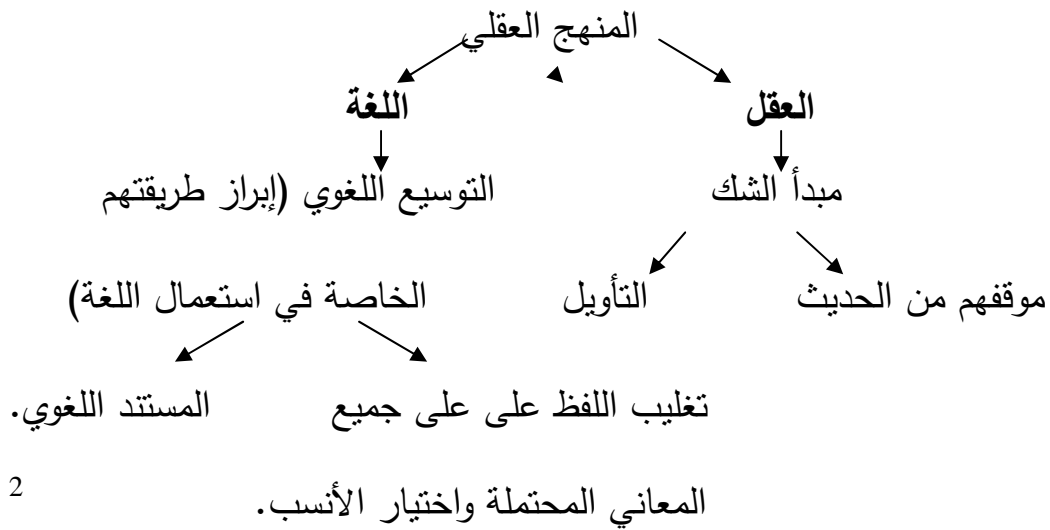 المنهج العقلي
العقل اللغة
مبدأ الشك التوسيع اللغوي (إبراز طريقتهم
موقفهم من الحديث التأويل الخاصة في استعمال اللغة)
تغليب اللفظ على على جميع المستند اللغوي.
المعاني المحتملة واختيار الأنسب. 2